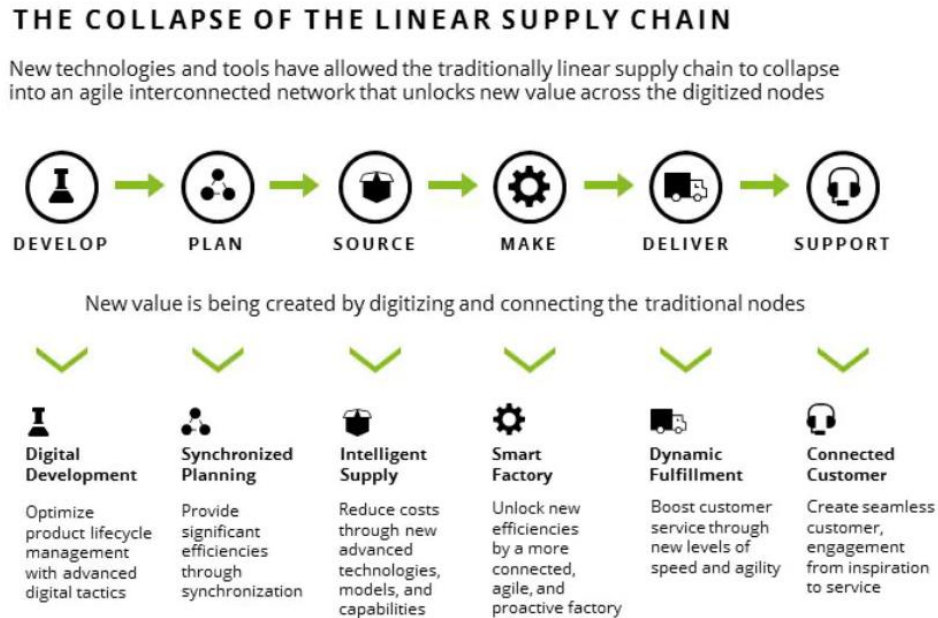 THE COLLAPSE OF THE LINEAR SUPPLY CHAIN
New technologies and tools have allowed the traditionally linear supply chain to collapse
into an agile interconnected network that unlocks new value across the digitized nodes
DEVELOP
PLAN
SOURCE
MAKE
DELIVER
SUPPORT
New value is being created by digitizing and connecting the traditional nodes
Digital
Development
Optimize
product lifecycle
management
with advanced
digital tactics
Synchronized
Planning
Provide
significant
efficiencies
through
synchronization
Intelligent
Supply
Reduce costs
through new
advanced
technologies,
models, and
capabilities
Smart
Factory
Unlock new
efficiencies
by a more
connected,
agile, and
proactive factory
Dynamic
Fulfillment
Boost customer
service through
new levels of
speed and agility
Connected
Customer
Create seamless
customer,
engagement
from inspiration
to service